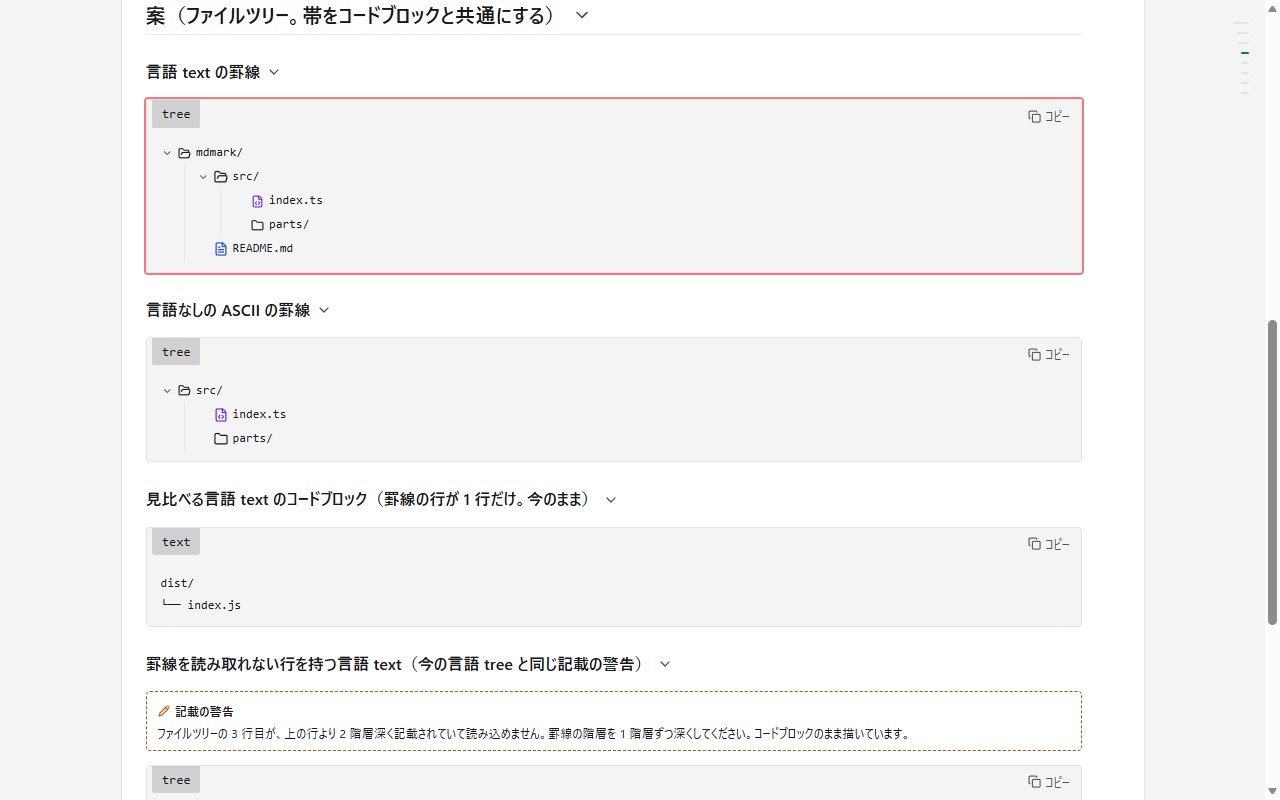 案（ファイルツリー。帯をコードブロックと共通にする）
言語 text の罫線
tree
コピー
mdmark/
src/
index.ts
parts/
README.md
言語なしの ASCII の罫線
tree
コピー
src/
index.ts
parts/
見比べる言語 text のコードブロック（罫線の行が 1 行だけ。今のまま）
text
コピー
dist/
└── index.js
罫線を読み取れない行を持つ言語 text（今の言語 tree と同じ記載の警告）
記載の警告
ファイルツリーの 3 行目が、上の行より 2 階層深く記載されていて読み込めません。罫線の階層を 1 階層ずつ深くしてください。コードブロックのまま描いています。
tree
コピー